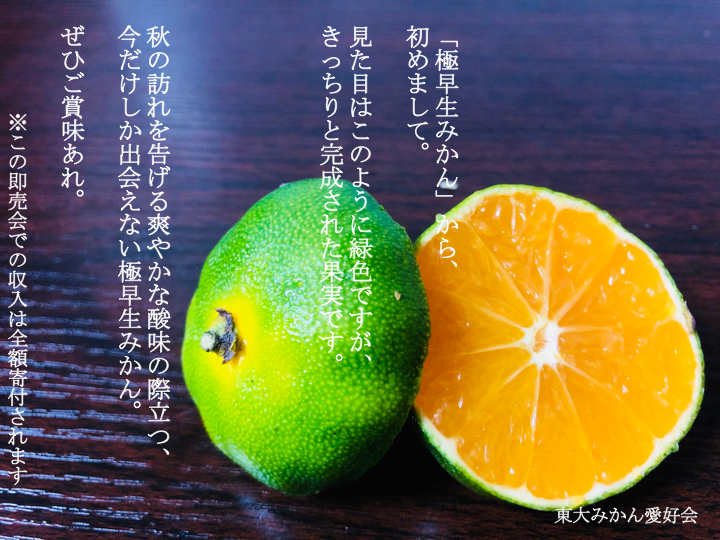 「極早生みかん」から、
初めまして。
見た目はこのように緑色ですが、
きっちりと完成された果実です。
秋の訪れを告げる爽やかな酸味の際立つ、
今だけしか出会えない極早生みかん。
ぜひご賞味あれ。
※この即売会での収入は全額寄付されます
東大みかん愛好会